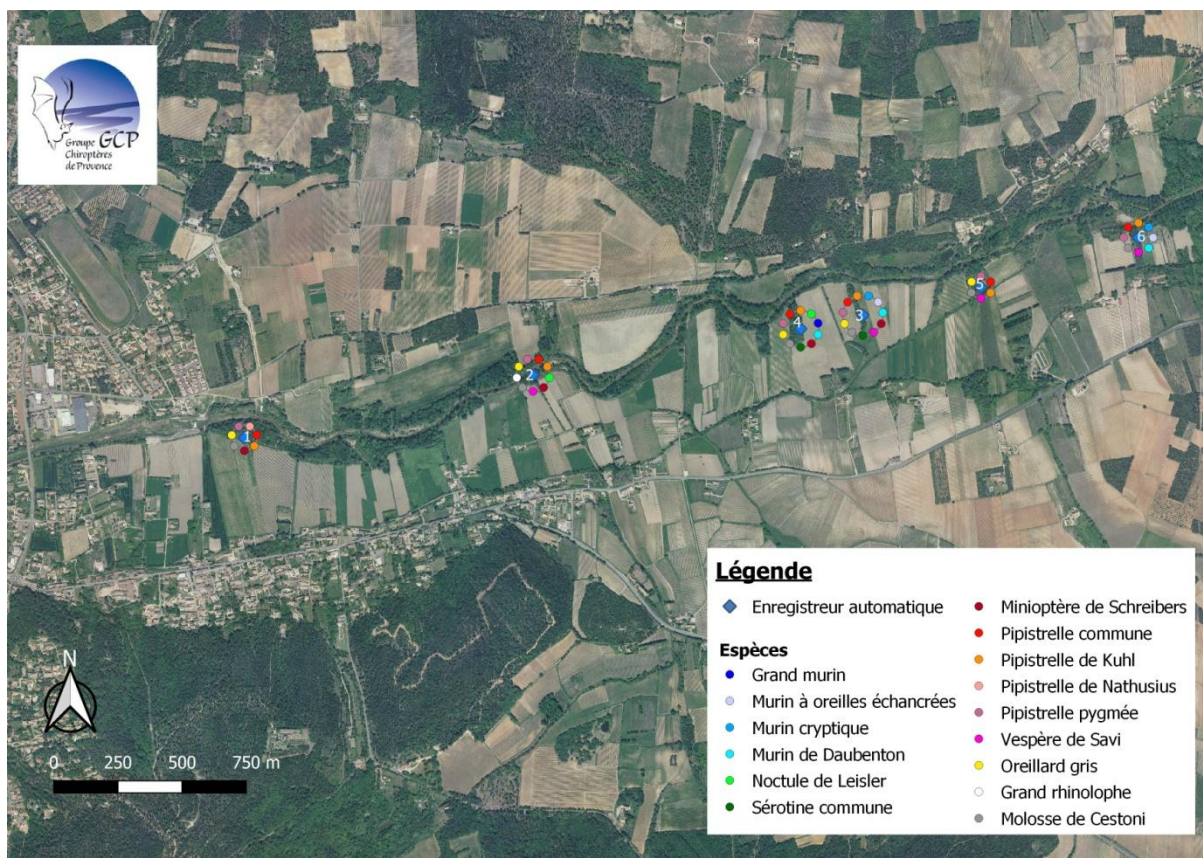 Groupe GCP
Chiroptères
de Provence
6
5
3
4
2
1
N
0 250 500 750 m
Légende
Enregistreur automatique
Espèces
Grand murin
Murin à oreilles échancrées
Murin cryptique
Murin de Daubenton
Noctule de Leisler
Sérotine commune
Minioptère de Schreibers
Pipistrelle commune
Pipistrelle de Kuhl
Pipistrelle de Nathusius
Pipistrelle pygmée
Vespère de Savi
Oreillard gris
Grand rhinolophe
Molosse de Cestoni